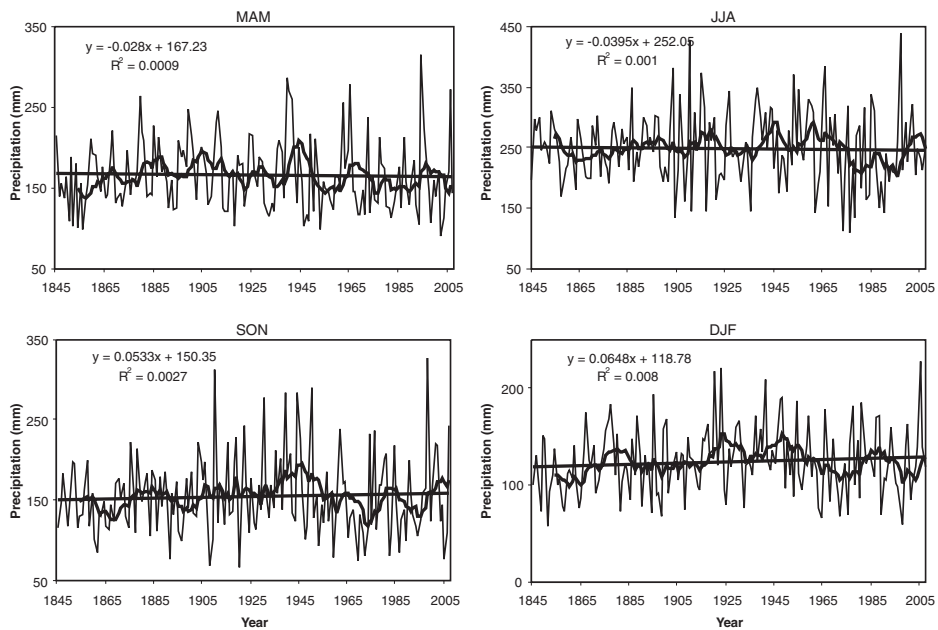 MAM
y = -0.028x + 167.23
R² = 0.0009
Precipitation (mm)
350
250
150
50
1845 1865 1885 1905 1925 1945 1965 1985 2005
JJA
y = -0.0395x + 252.05
R² = 0.001
Precipitation (mm)
450
350
250
150
50
1845 1865 1885 1905 1925 1945 1965 1985 2005
SON
y = 0.0533x + 150.35
R² = 0.0027
Precipitation (mm)
350
250
150
50
1845 1865 1885 1905 1925 1945 1965 1985 2005
Year
DJF
y = 0.0648x + 118.78
R² = 0.008
Precipitation (mm)
200
100
0
1845 1865 1885 1905 1925 1945 1965 1985 2005
Year